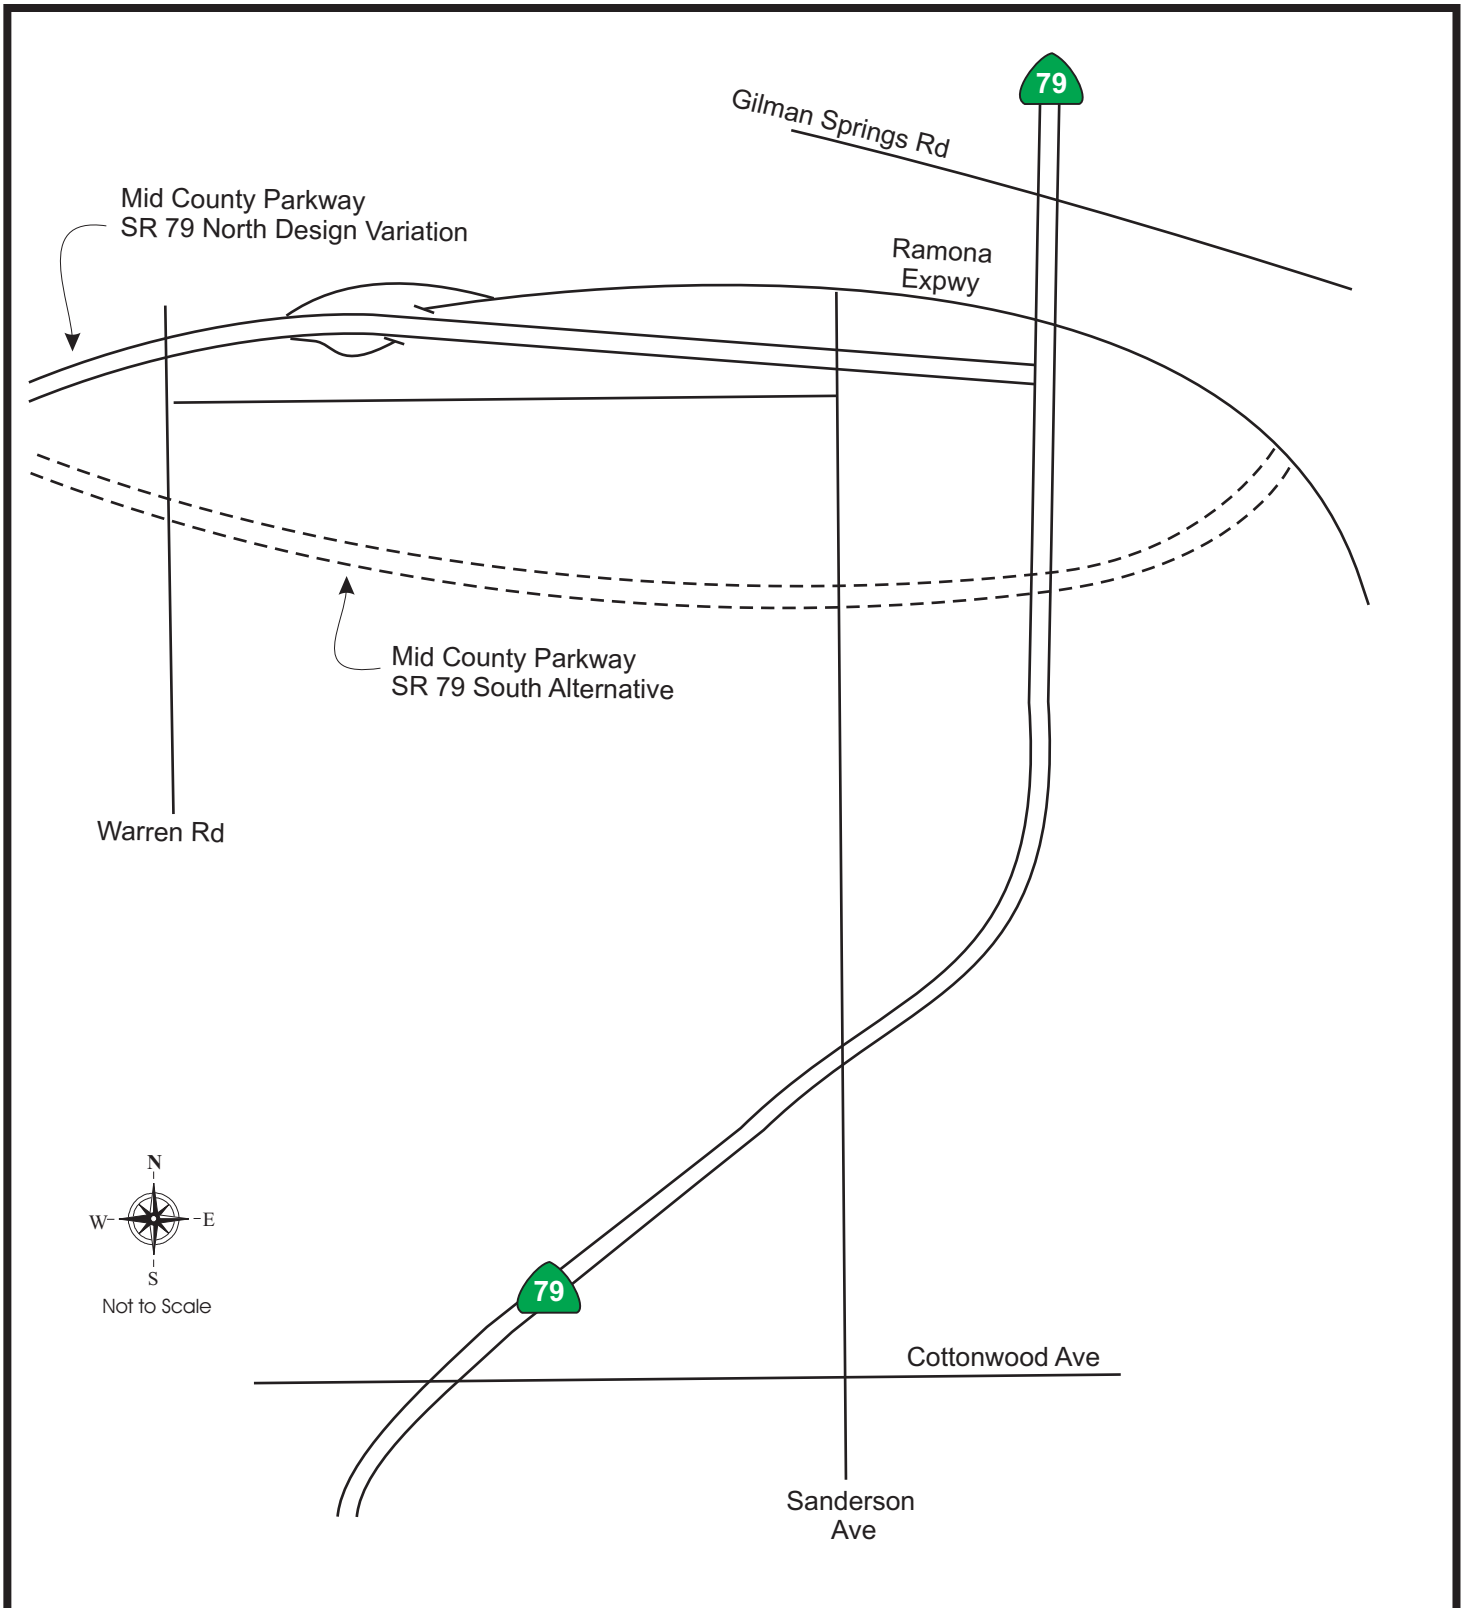 79
Gilman Springs Rd
Mid County Parkway
SR 79 North Design Variation
Ramona
Expwy
Mid County Parkway
SR 79 South Alternative
Warren Rd
N
W
E
S
Not to Scale
79
Cottonwood Ave
Sanderson
Ave